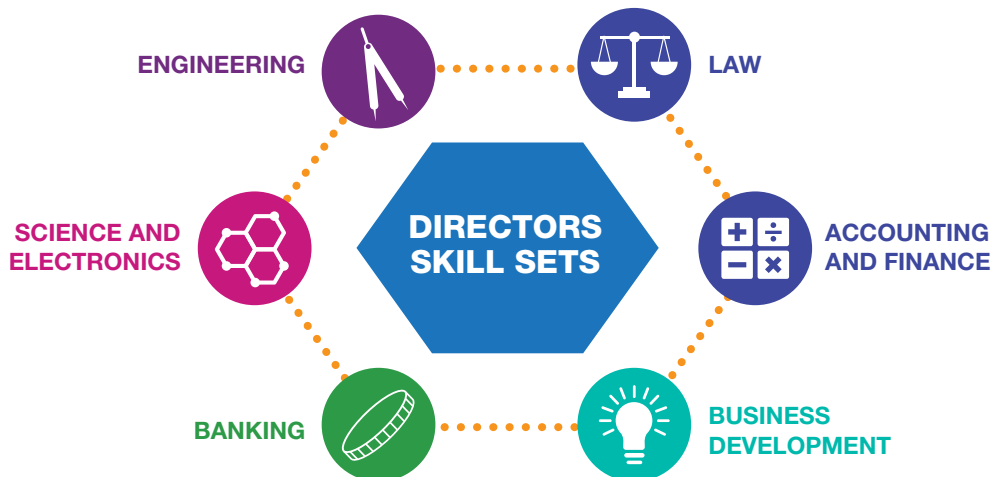 ENGINEERING
LAW
DIRECTORS
SKILL SETS
SCIENCE AND
ELECTRONICS
ACCOUNTING
AND FINANCE
BANKING
BUSINESS
DEVELOPMENT